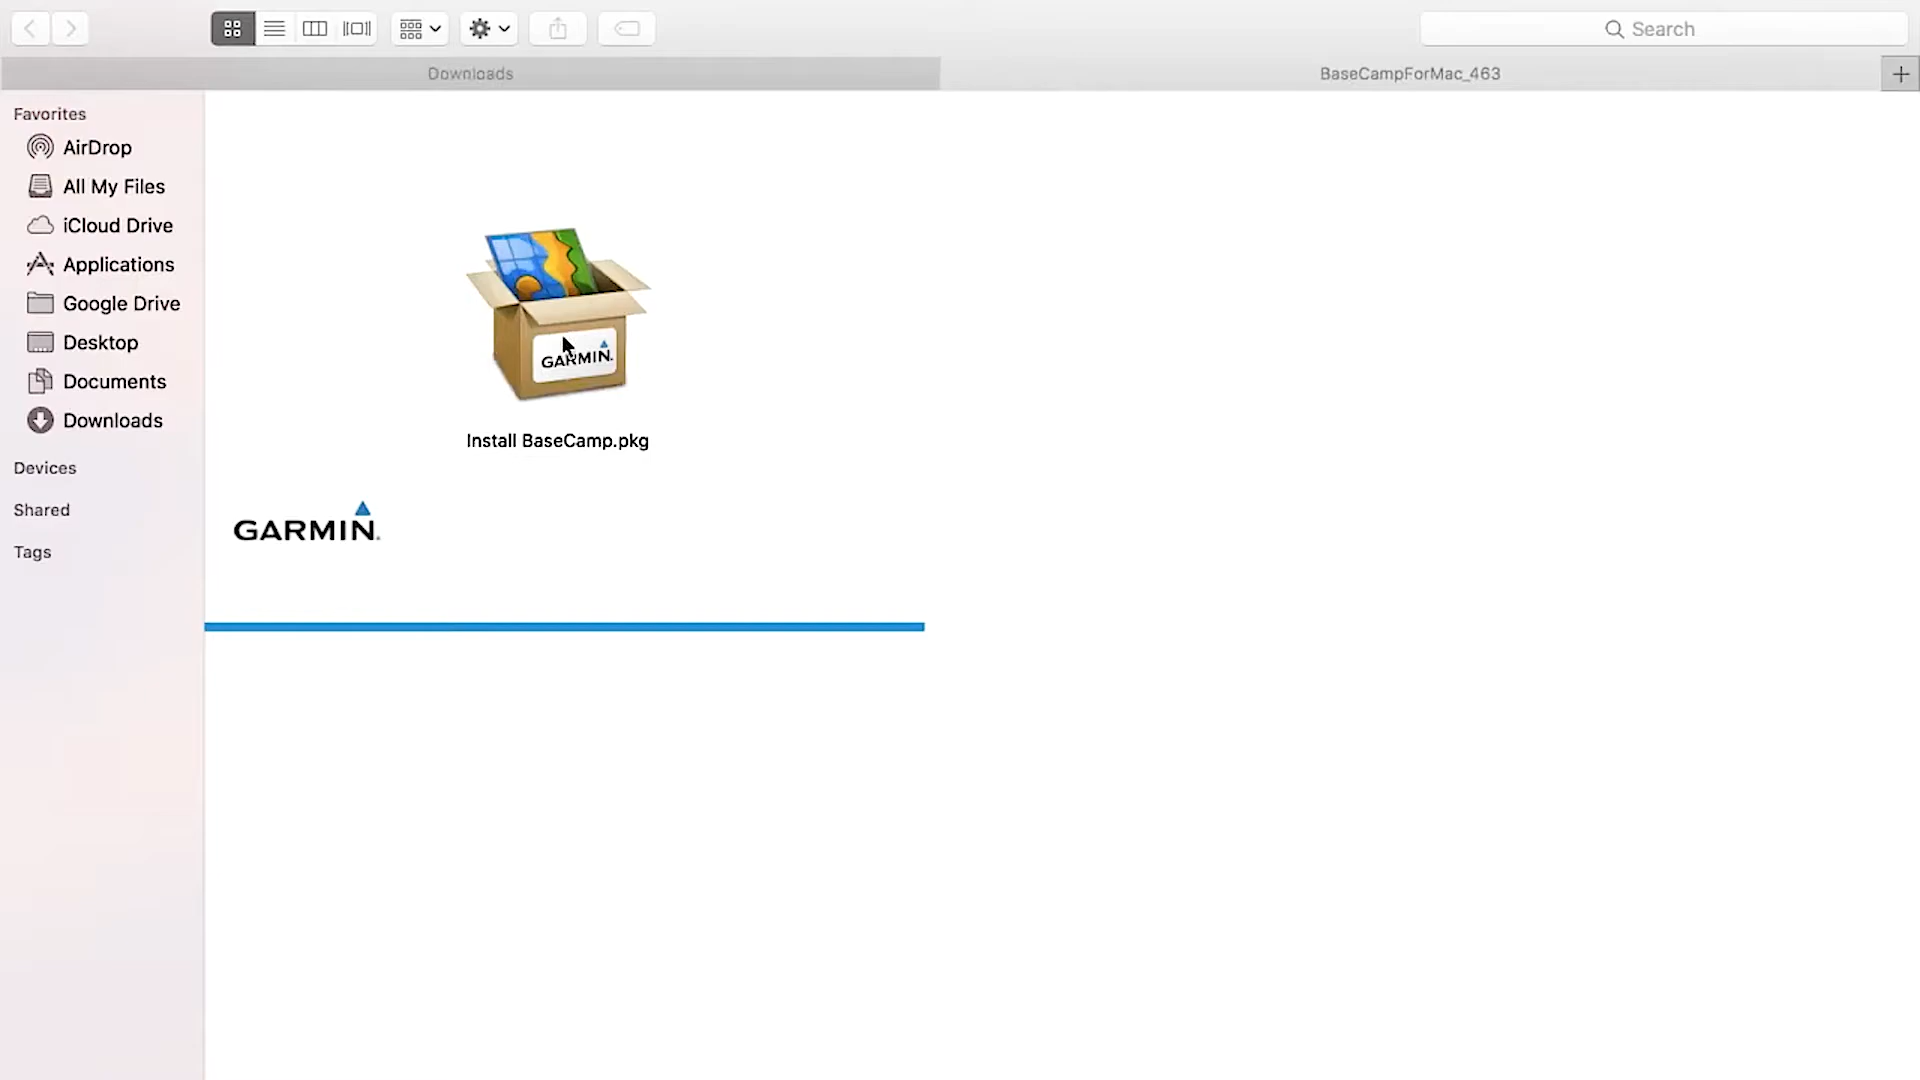 Search
Downloads
BaseCampForMac_463
Favorites
AirDrop
All My Files
iCloud Drive
Applications
Google Drive
Desktop
Documents
Downloads
Devices
Shared
Tags
GARMIN.
Install BaseCamp.pkg
GARMIN.